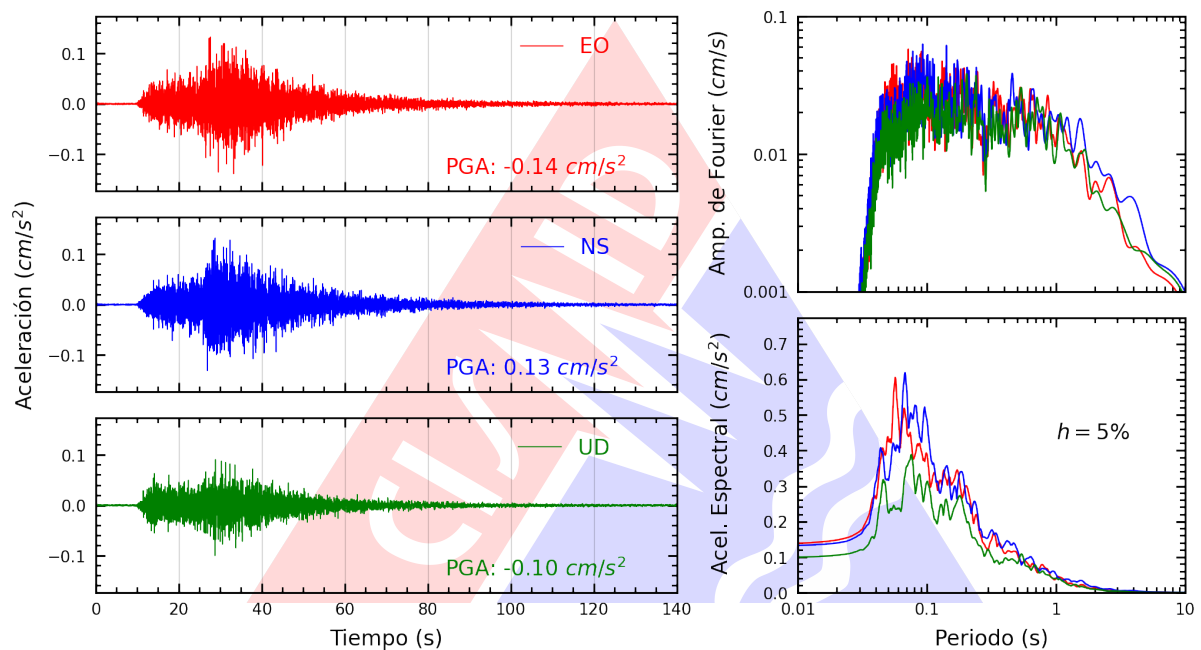 Aceleración (cm/s²)
0.1
0.0
−0.1
EO
PGA: -0.14 cm/s²
0.1
0.0
−0.1
NS
PGA: 0.13 cm/s²
0.1
0.0
−0.1
UD
PGA: -0.10 cm/s²
0 20 40 60 80 100 120 140
Tiempo (s)
Amp. de Fourier (cm/s)
0.1
0.01
0.001
Acel. Espectral (cm/s²)
0.7
0.6
0.5
0.4
0.3
0.2
0.1
0.0
h = 5%
0.01 0.1 1 10
Periodo (s)
CISMID